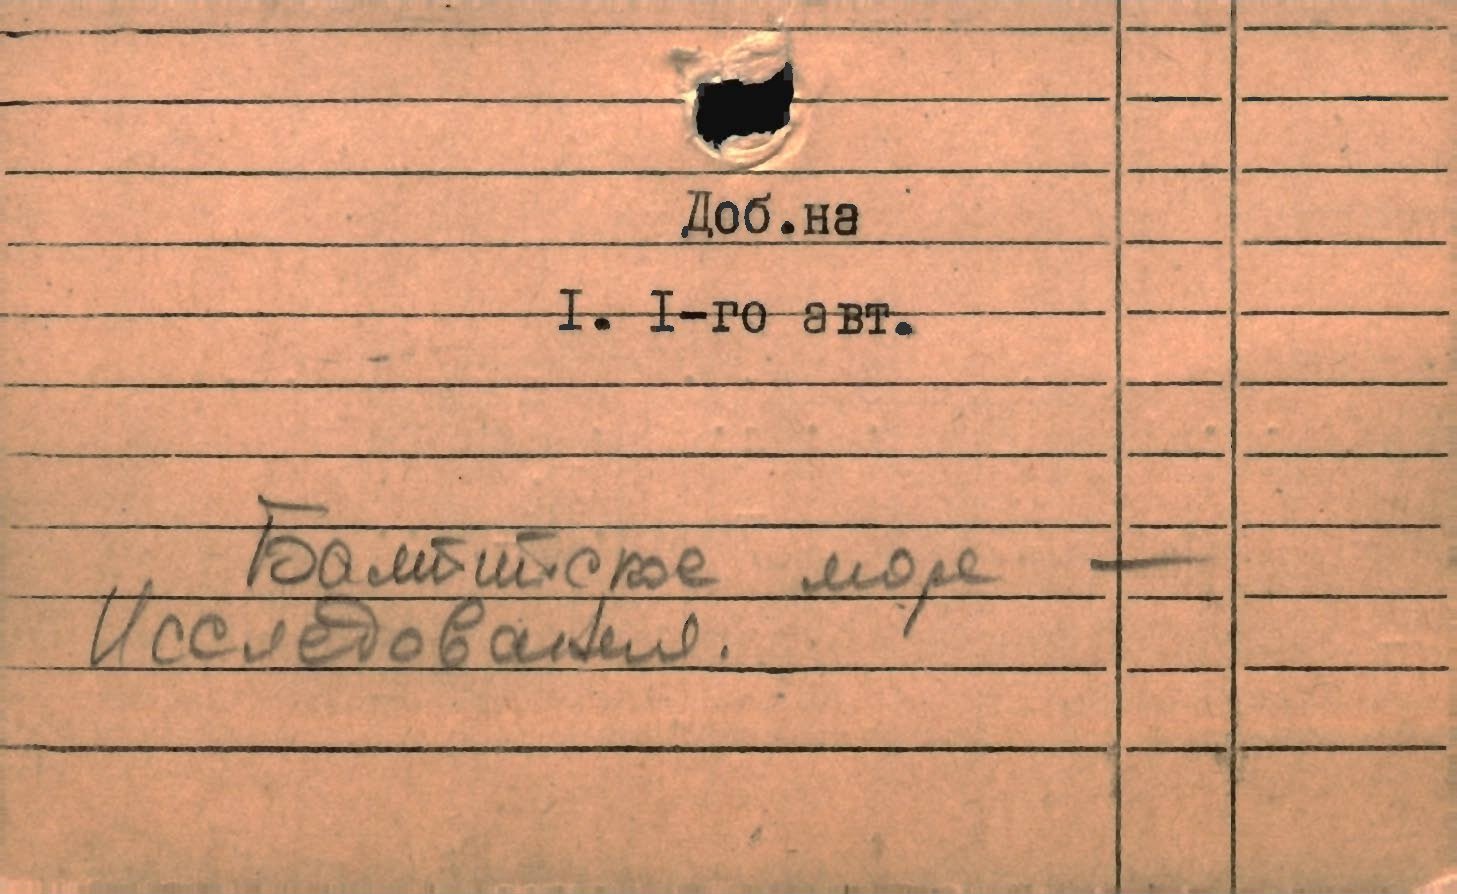 Доб.на
I. I-го авт.
Балтийское море —
Исследования.